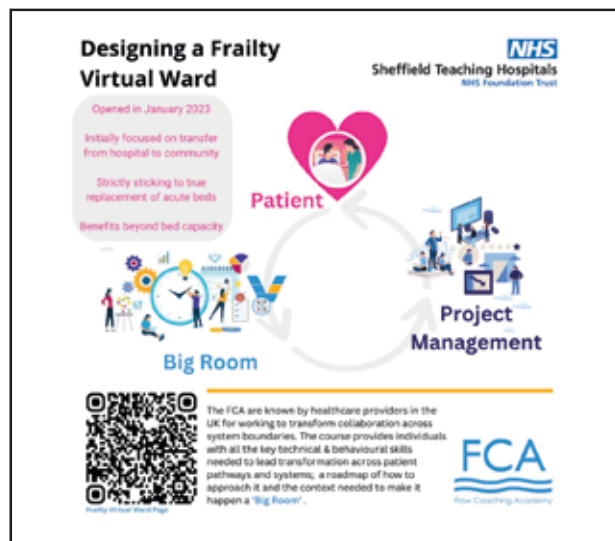 Designing a Frailty
Virtual Ward
NHS
Sheffield Teaching Hospitals
NHS Foundation Trust
Opened in January 2023
Initially focused on transfer
from hospital to community
Strictly sticking to true
replacement of acute beds
Benefits beyond bed capacity
Patient
Project
Management
Big Room
The FCA are known by healthcare providers in the
UK for working to transform collaboration across
system boundaries. The course provides individuals
with all the key technical & behavioural skills
needed to lead transformation across patient
pathways and systems; a roadmap of how to
approach it and the context needed to make it
happen a 'Big Room'.
FCA
Flow Coaching Academy
Frailty Virtual Ward Page